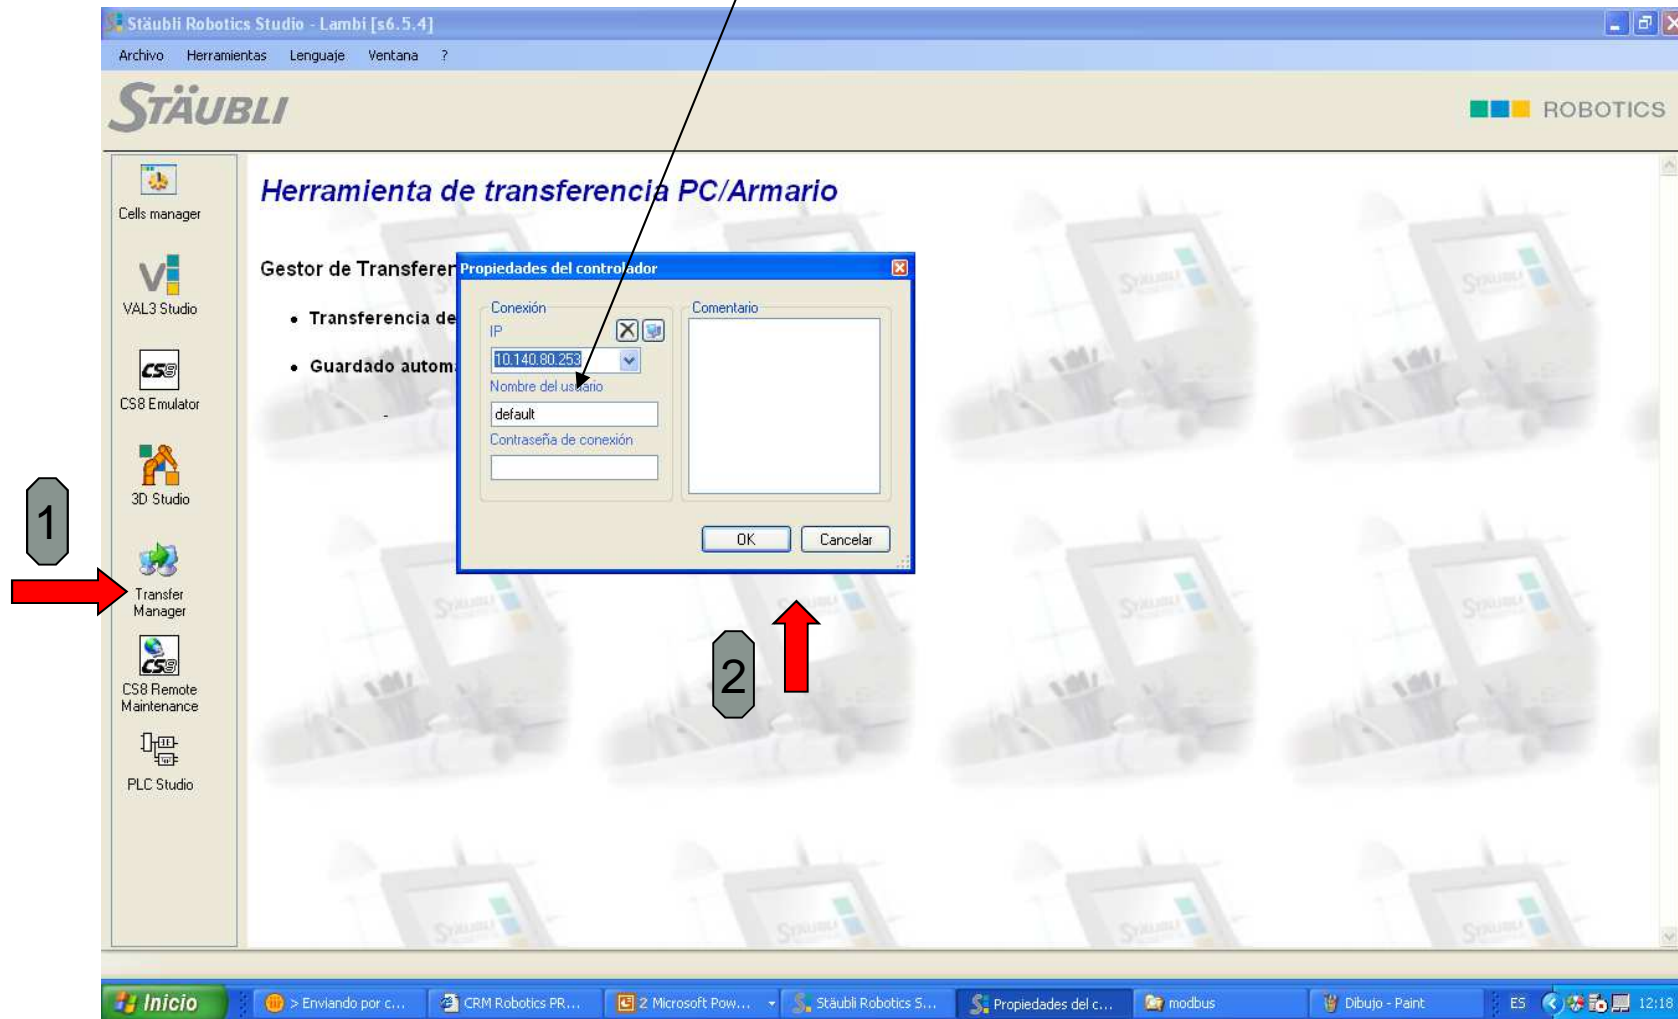 Stäubli Robotics Studio - Lambi [s6.5.4]
Archivo Herramientas Lenguaje Ventana ?
STÄUBLI
ROBOTICS
Cells manager
VAL3 Studio
CS8
CS8 Emulator
3D Studio
1
Transfer
Manager
CS8
CS8 Remote
Maintenance
PLC Studio
Herramienta de transferencia PC/Armario
Gestor de Transferen
• Transferencia de
• Guardado autom
-
Propiedades del controlador
Conexión
IP
10.140.80.253
Nombre del usuario
default
Contraseña de conexión
Comentario
OK Cancelar
2
Inicio
> Enviando por c...
CRM Robotics PR...
2 Microsoft Pow...
Stäubli Robotics S...
Propiedades del c...
modbus
Dibujo - Paint
ES
12:18